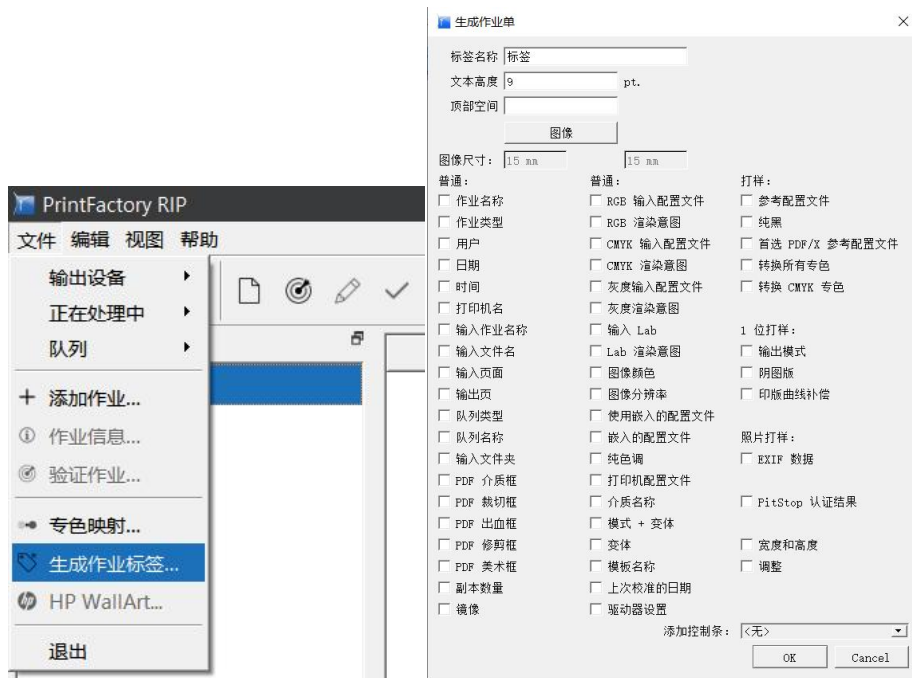 PrintFactory RIP
文件 编辑 视图 帮助
输出设备
正在处理中
队列
添加作业...
作业信息...
验证作业...
专色映射...
生成作业标签...
HP WallArt...
退出
生成作业单
标签名称 标签
文本高度 9 pt.
顶部空间
图像
图像尺寸: 15 mm 15 mm
普通: 普通: 打样:
作业名称 RGB 输入配置文件 参考配置文件
作业类型 RGB 渲染意图 纯黑
用户 CMYK 输入配置文件 首选 PDF/X 参考配置文件
日期 CMYK 渲染意图 转换所有专色
时间 灰度输入配置文件 转换 CMYK 专色
打印机名 灰度渲染意图
输入作业名称 输入 Lab 1 位打样:
输入文件名 Lab 渲染意图 输出模式
输入页面 图像颜色 阴图版
输出页 图像分辨率 印版曲线补偿
队列类型 使用嵌入的配置文件
队列名称 嵌入的配置文件 照片打样:
输入文件夹 纯色调 EXIF 数据
PDF 介质框 打印机配置文件
PDF 裁切框 介质名称 PitStop 认证结果
PDF 出血框 模式 + 变体
PDF 修剪框 变体 宽度和高度
PDF 美术框 模板名称 调整
副本数量 上次校准的日期
镜像 驱动器设置
添加控制条: <无>
OK Cancel